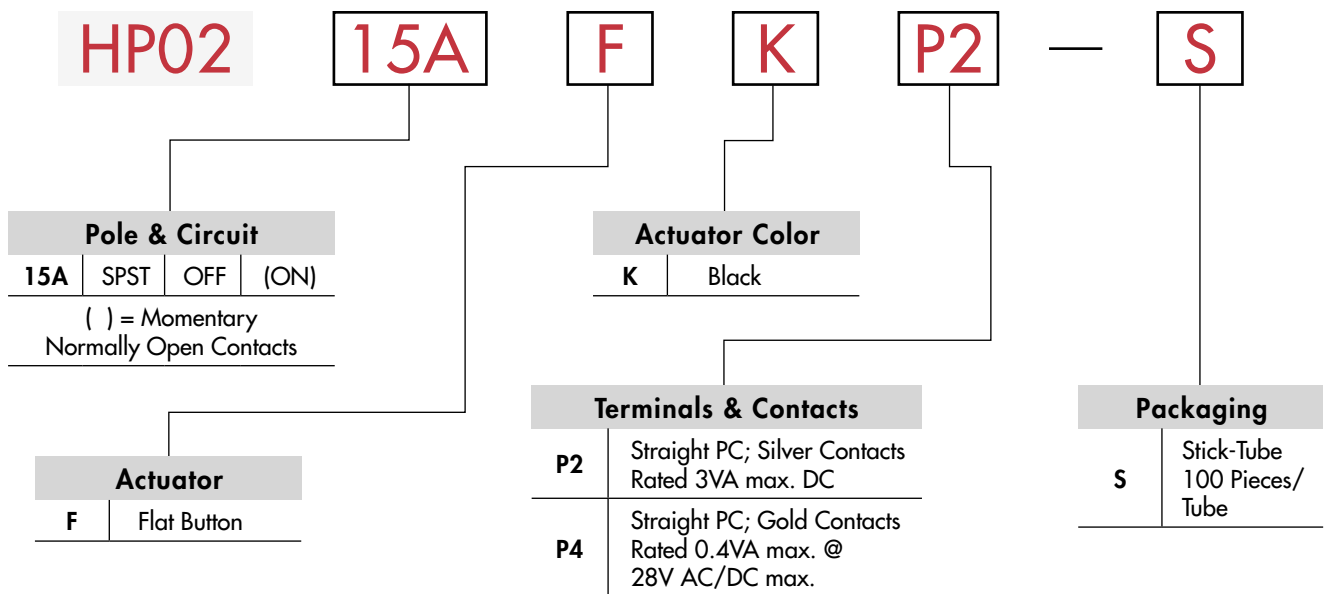 HP02 15A F K P2 — S
Pole & Circuit
15A SPST OFF (ON)
( ) = Momentary
Normally Open Contacts
Actuator
F Flat Button
Actuator Color
K Black
Terminals & Contacts
P2 Straight PC; Silver Contacts
Rated 3VA max. DC
P4 Straight PC; Gold Contacts
Rated 0.4VA max. @
28V AC/DC max.
Packaging
S Stick-Tube
100 Pieces/
Tube